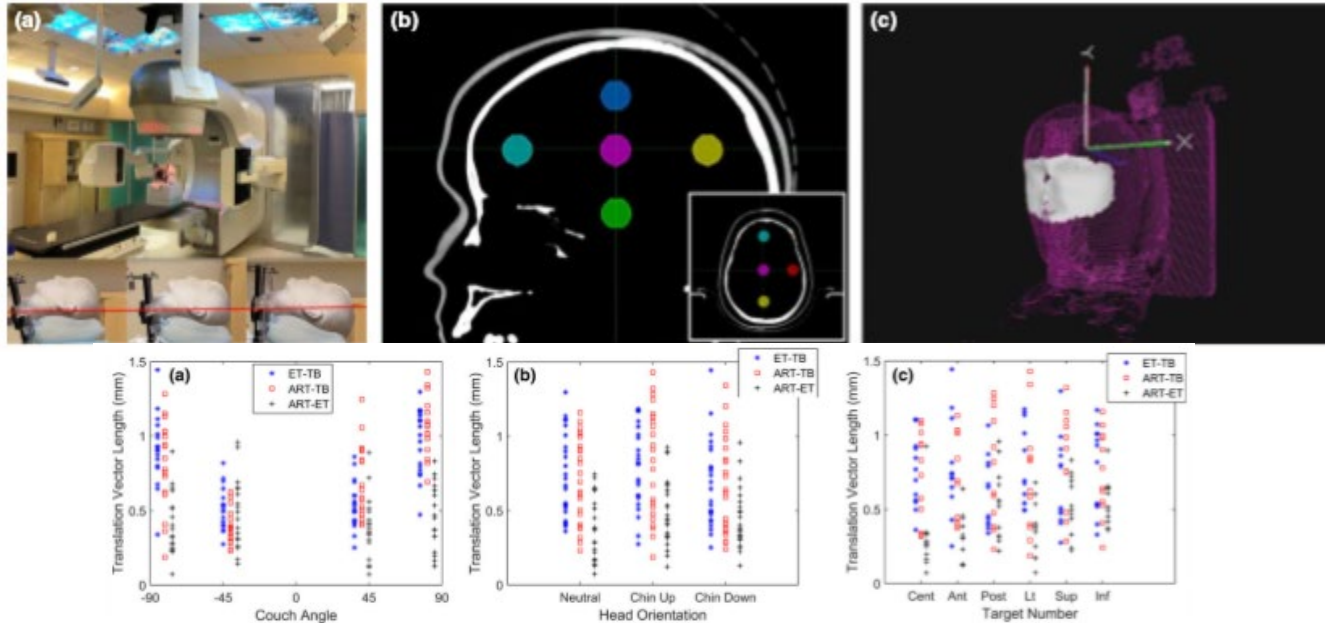 (a)
(b)
(c)
Y
X
(a)
ET-TB
ART-TB
ART-ET
Translation Vector Length (mm)
1.5
1
0.5
0
-90
-45
0
45
90
Couch Angle
(b)
ET-TB
ART-TB
ART-ET
Translation Vector Length (mm)
1.5
1
0.5
0
Neutral
Chin Up
Chin Down
Head Orientation
(c)
ET-TB
ART-TB
ART-ET
Translation Vector Length (mm)
1.5
1
0.5
0
Cent
Ant
Post
Lt
Sup
Inf
Target Number